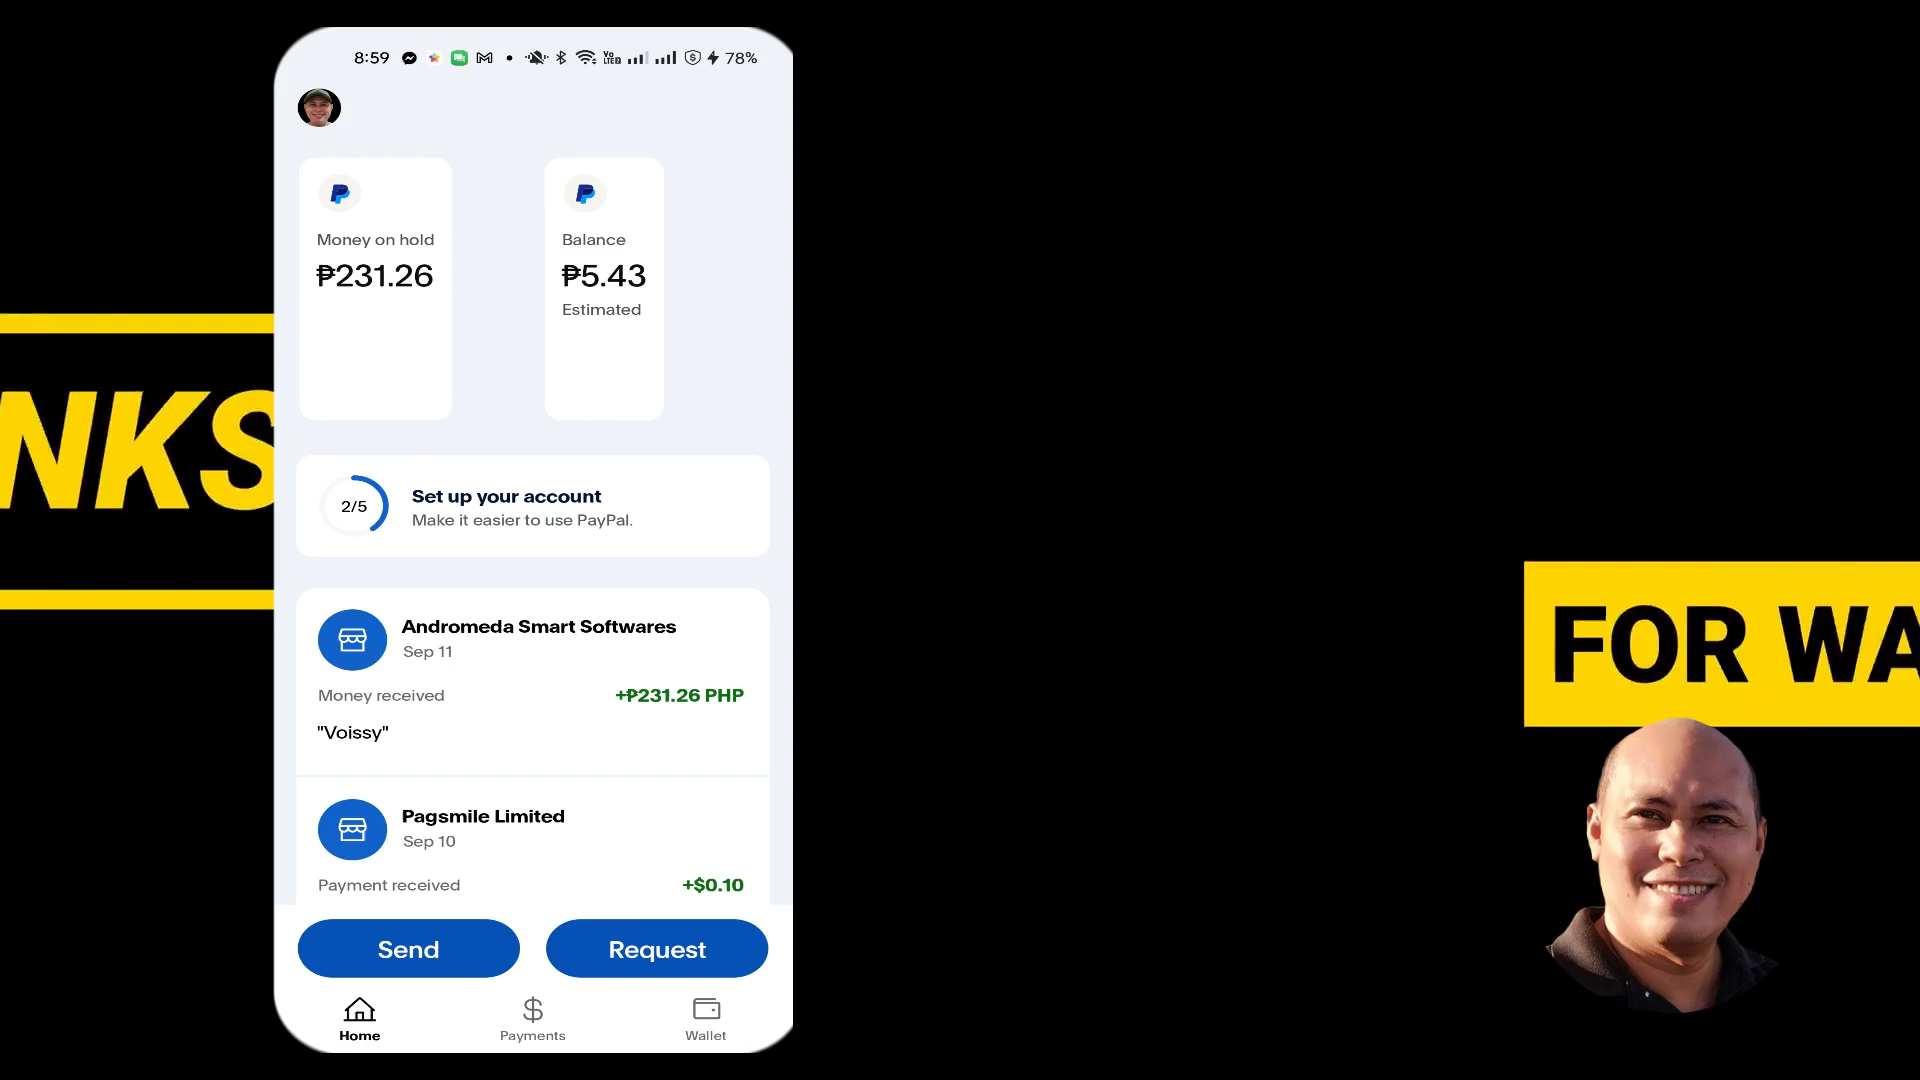 8:59
Vo
LTE2
78%
Money on hold
₱231.26
Balance
₱5.43
Estimated
NKS
2/5
Set up your account
Make it easier to use PayPal.
Andromeda Smart Softwares
Sep 11
Money received
+₱231.26 PHP
"Voissy"
Pagsmile Limited
Sep 10
Payment received
+$0.10
Send
Request
Home
Payments
Wallet
FOR WA